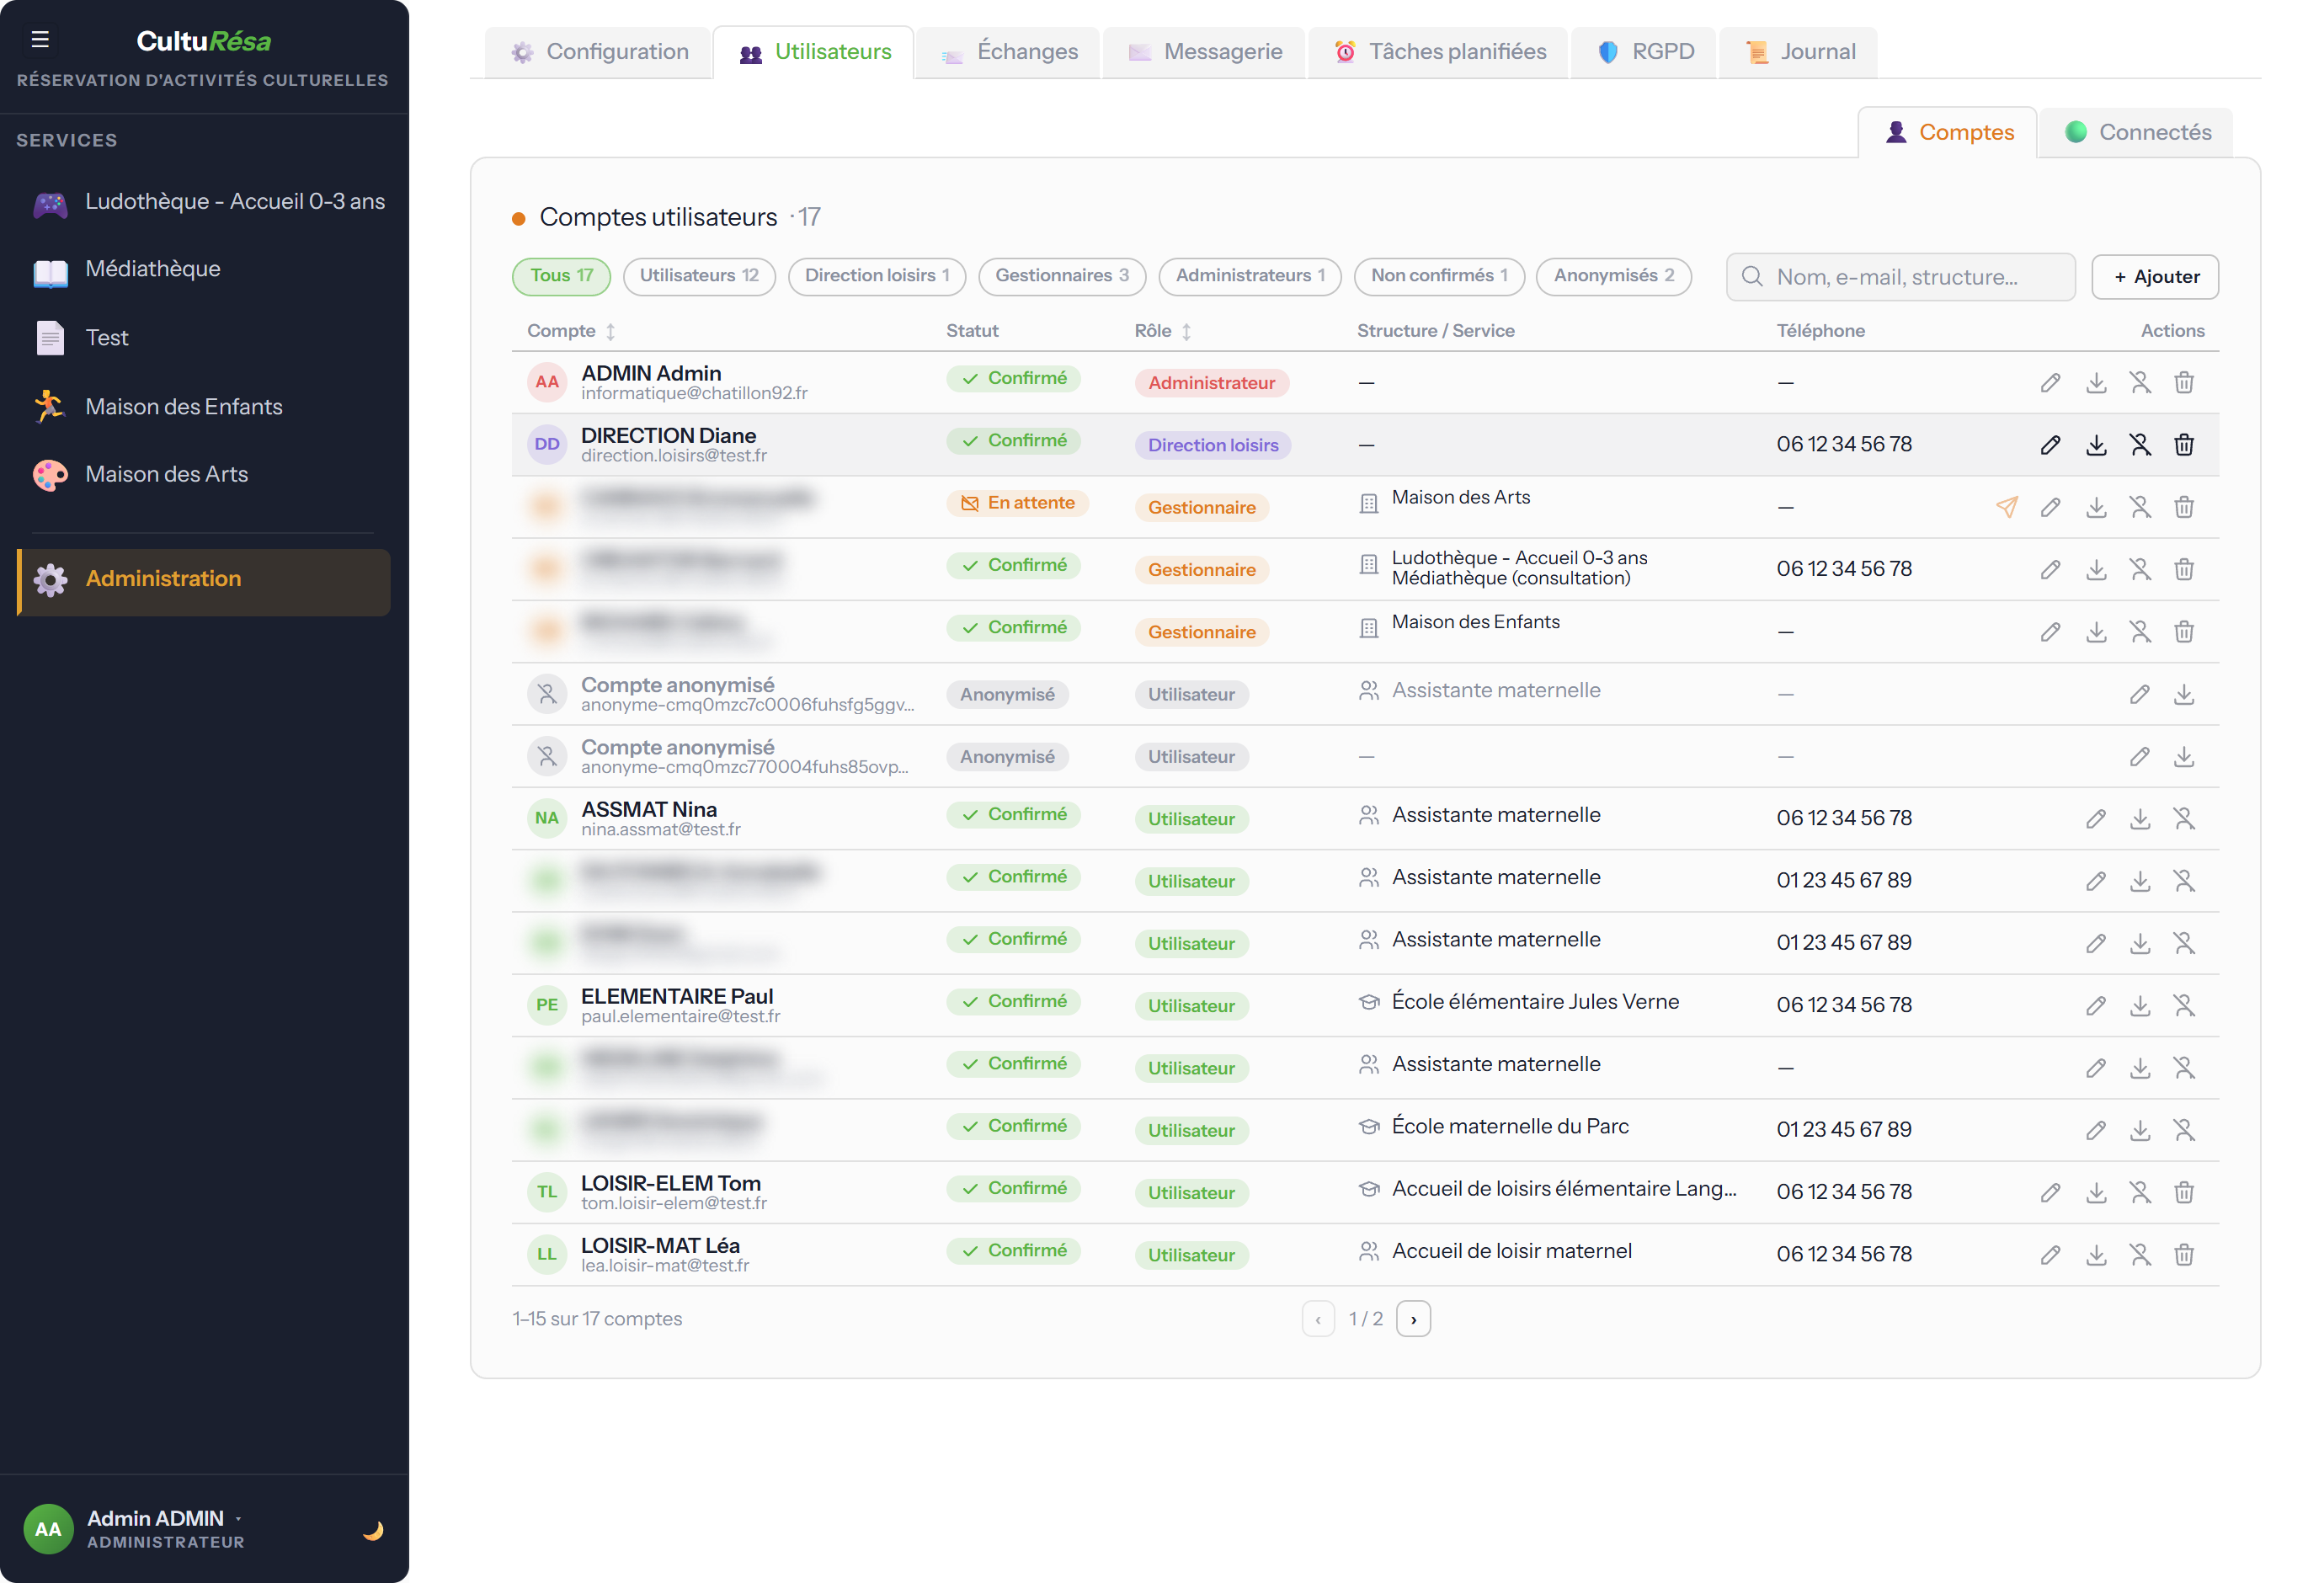 CultuRésa
RÉSERVATION D'ACTIVITÉS CULTURELLES
SERVICES
Ludothèque - Accueil 0-3 ans
Médiathèque
Test
Maison des Enfants
Maison des Arts
Administration
AA
Admin ADMIN
ADMINISTRATEUR
Configuration
Utilisateurs
Échanges
Messagerie
Tâches planifiées
RGPD
Journal
Comptes
Connectés
Comptes utilisateurs · 17
Tous 17
Utilisateurs 12
Direction loisirs 1
Gestionnaires 3
Administrateurs 1
Non confirmés 1
Anonymisés 2
Nom, e-mail, structure...
+ Ajouter
Compte Statut Rôle Structure / Service Téléphone Actions
AA ADMIN Admin
informatique@chatillon92.fr
Confirmé Administrateur — —
DD DIRECTION Diane
direction.loisirs@test.fr
Confirmé Direction loisirs — 06 12 34 56 78
En attente Gestionnaire Maison des Arts —
Confirmé Gestionnaire Ludothèque - Accueil 0-3 ans
Médiathèque (consultation)
06 12 34 56 78
Confirmé Gestionnaire Maison des Enfants —
Compte anonymisé
anonyme-cmq0mzc7c0006fuhsfg5ggv...
Anonymisé Utilisateur Assistante maternelle —
Compte anonymisé
anonyme-cmq0mzc770004fuhs85ovp...
Anonymisé Utilisateur — —
NA ASSMAT Nina
nina.assmat@test.fr
Confirmé Utilisateur Assistante maternelle 06 12 34 56 78
Confirmé Utilisateur Assistante maternelle 01 23 45 67 89
Confirmé Utilisateur Assistante maternelle 01 23 45 67 89
PE ELEMENTAIRE Paul
paul.elementaire@test.fr
Confirmé Utilisateur École élémentaire Jules Verne 06 12 34 56 78
Confirmé Utilisateur Assistante maternelle —
Confirmé Utilisateur École maternelle du Parc 01 23 45 67 89
TL LOISIR-ELEM Tom
tom.loisir-elem@test.fr
Confirmé Utilisateur Accueil de loisirs élémentaire Lang... 06 12 34 56 78
LL LOISIR-MAT Léa
lea.loisir-mat@test.fr
Confirmé Utilisateur Accueil de loisir maternel 06 12 34 56 78
1–15 sur 17 comptes
‹ 1 / 2 ›